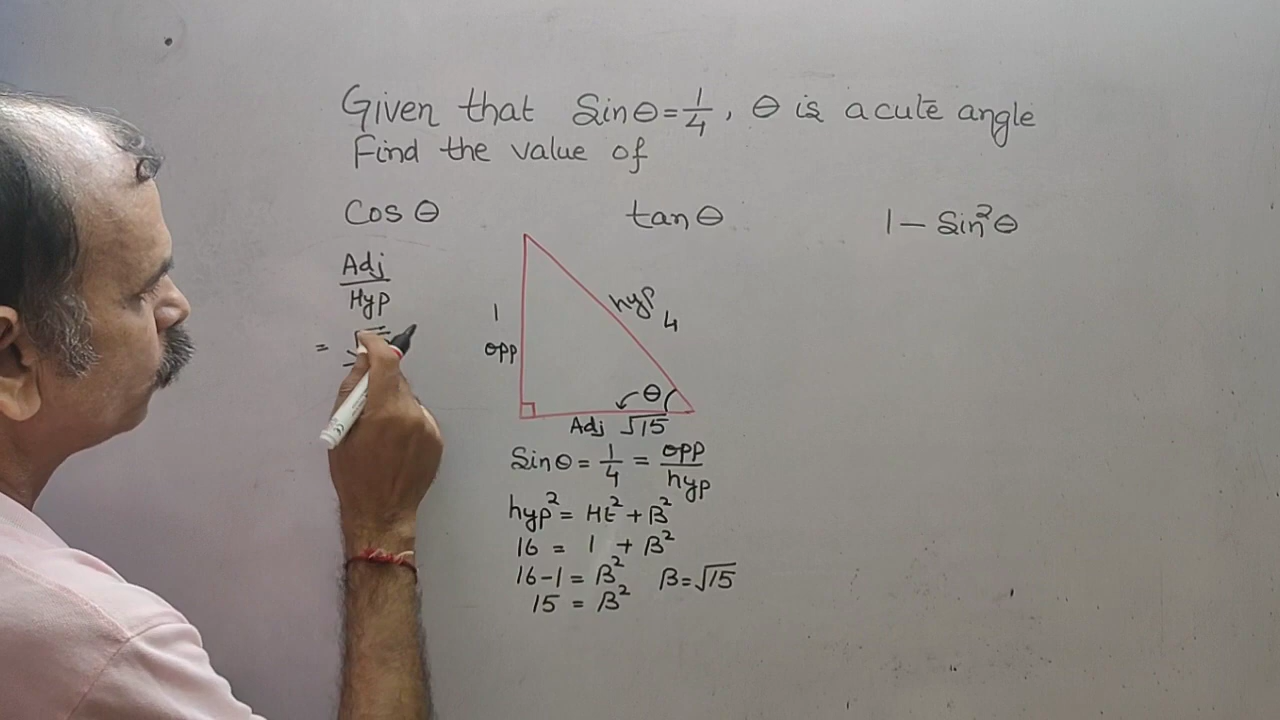 Given that Sinθ = 1/4, θ is acute angle
Find the value of
Cos θ tan θ 1 − Sin²θ
Adj/Hyp
=
1
opp
hyp 4
θ
Adj √15
Sinθ = 1/4 = opp/hyp
hyp² = Ht² + B²
16 = 1 + B²
16-1 = B² B = √15
15 = B²